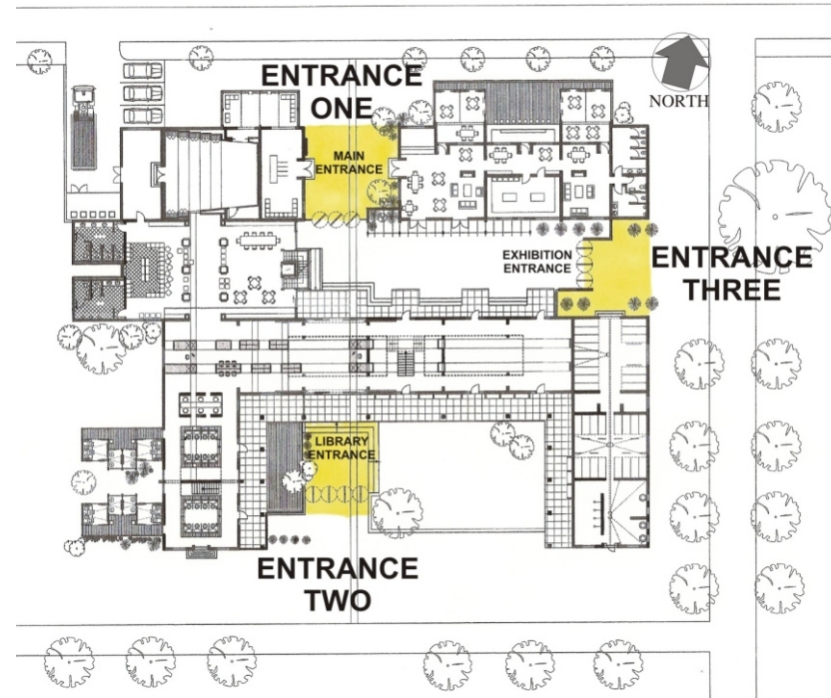 ENTRANCE
ONE
NORTH
MAIN
ENTRANCE
EXHIBITION
ENTRANCE
ENTRANCE
THREE
LIBRARY
ENTRANCE
ENTRANCE
TWO